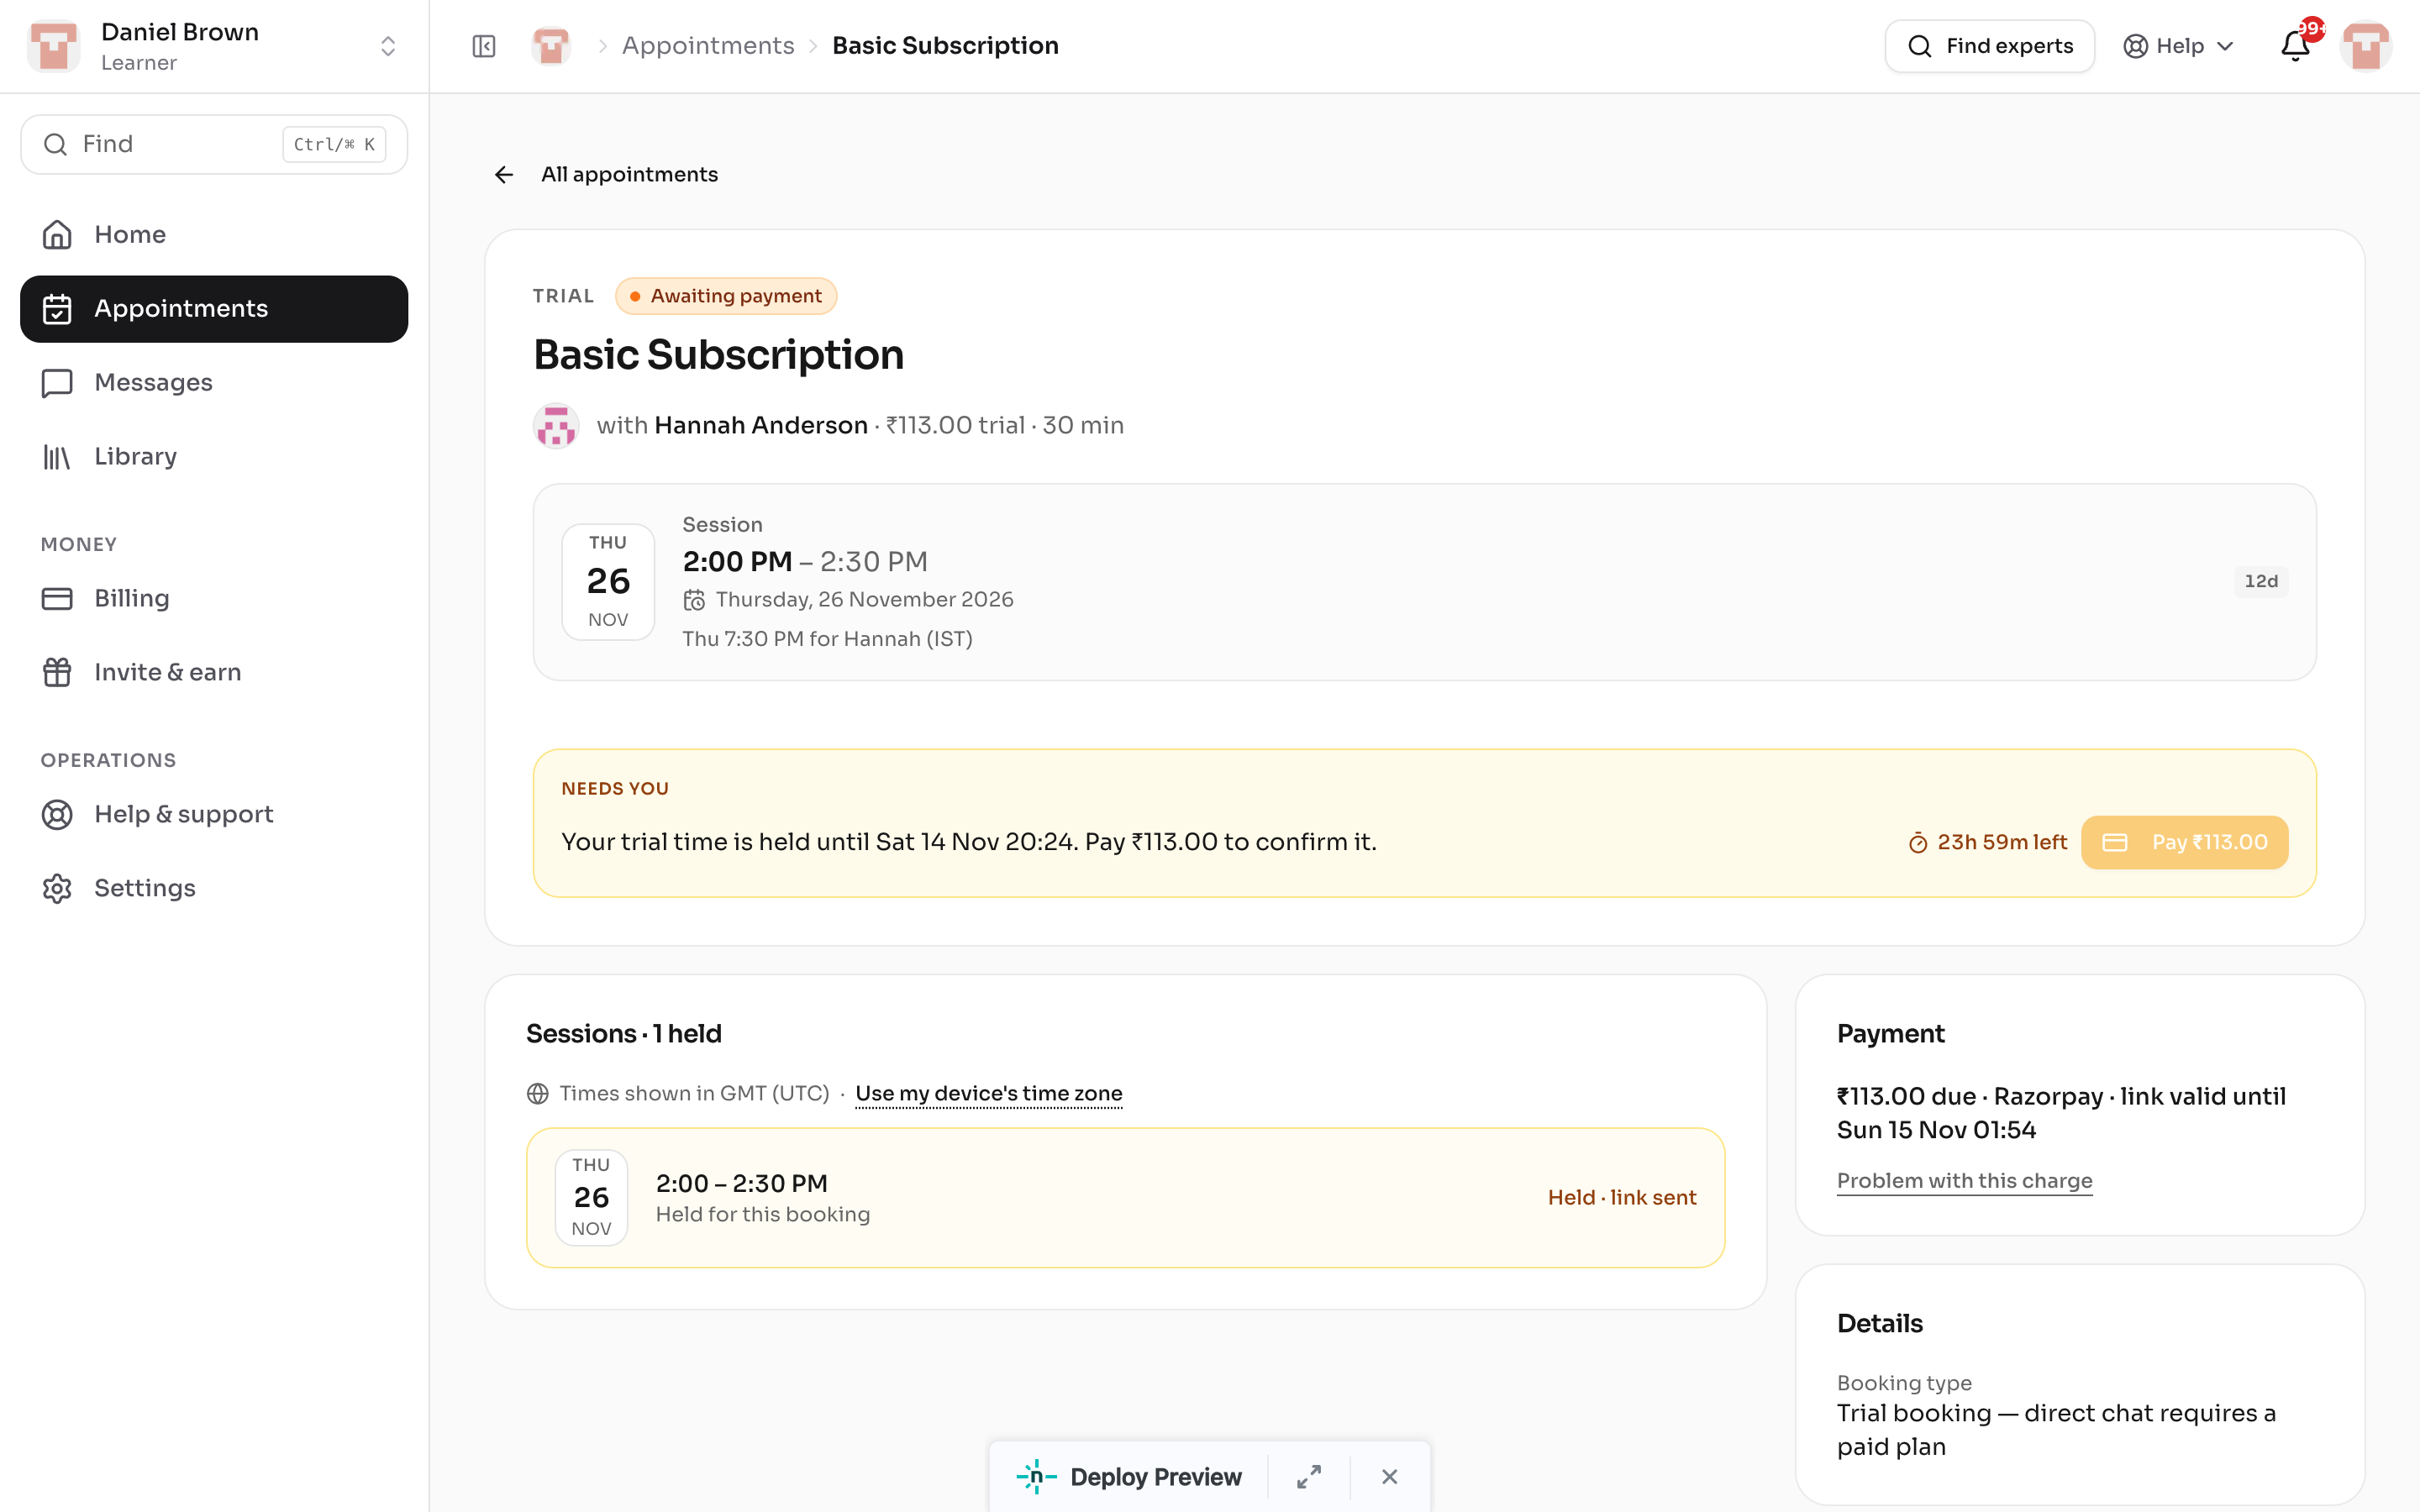 Daniel Brown
Learner
Appointments
Basic Subscription
Find experts
Help
99+
Find
Ctrl/⌘ K
Home
Appointments
Messages
Library
MONEY
Billing
Invite & earn
OPERATIONS
Help & support
Settings
All appointments
TRIAL
Awaiting payment
Basic Subscription
with Hannah Anderson · ₹113.00 trial · 30 min
THU
26
NOV
Session
2:00 PM – 2:30 PM
Thursday, 26 November 2026
Thu 7:30 PM for Hannah (IST)
12d
NEEDS YOU
Your trial time is held until Sat 14 Nov 20:24. Pay ₹113.00 to confirm it.
23h 59m left
Pay ₹113.00
Sessions · 1 held
Times shown in GMT (UTC) · Use my device's time zone
THU
26
NOV
2:00 – 2:30 PM
Held for this booking
Held · link sent
Payment
₹113.00 due · Razorpay · link valid until
Sun 15 Nov 01:54
Problem with this charge
Details
Booking type
Trial booking — direct chat requires a
paid plan
n
Deploy Preview